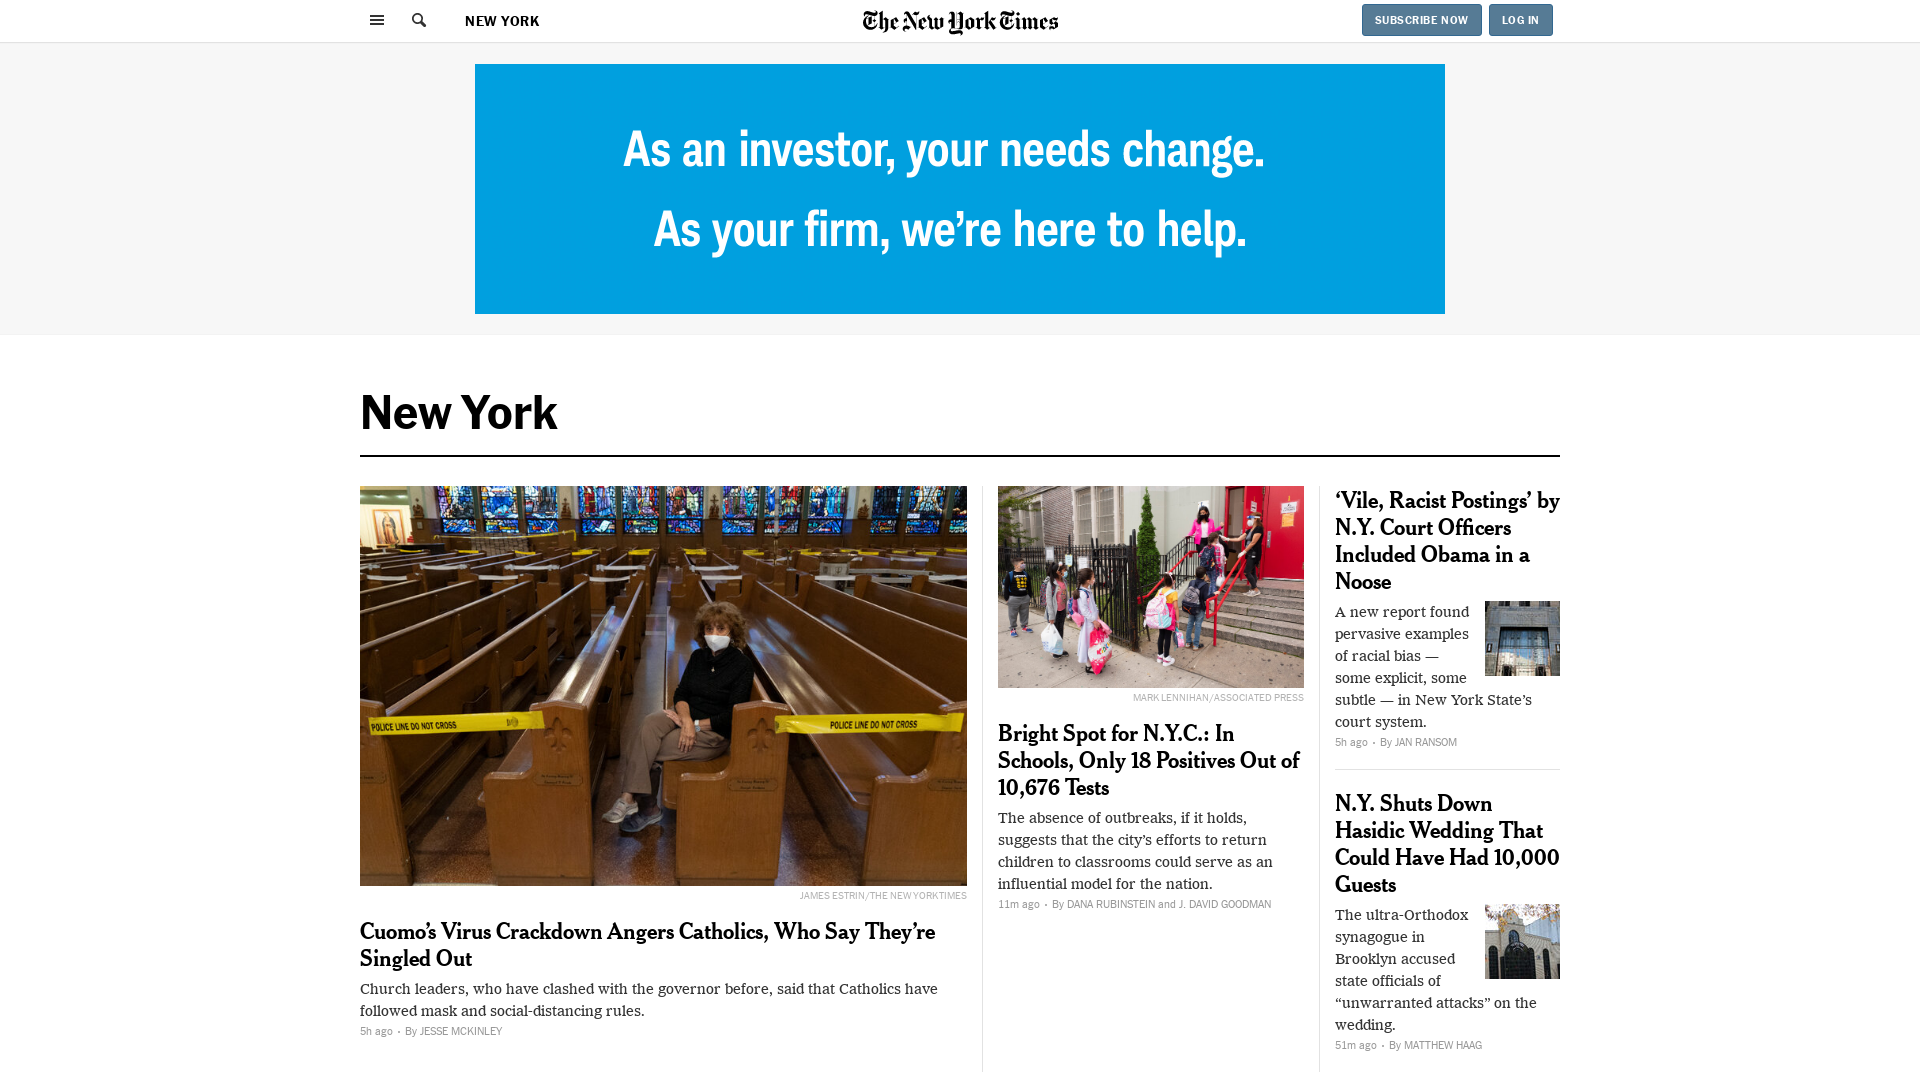 NEW YORK
The New York Times
SUBSCRIBE NOW
LOG IN
As an investor, your needs change.
As your firm, we're here to help.
New York
POLICE LINE DO NOT CROSS
POLICE LINE DO NOT CROSS
JAMES ESTRIN/THE NEW YORK TIMES
Cuomo’s Virus Crackdown Angers Catholics, Who Say They’re
Singled Out
Church leaders, who have clashed with the governor before, said that Catholics have
followed mask and social-distancing rules.
5h ago • By JESSE MCKINLEY
MARK LENNIHAN/ASSOCIATED PRESS
Bright Spot for N.Y.C.: In
Schools, Only 18 Positives Out of
10,676 Tests
The absence of outbreaks, if it holds,
suggests that the city’s efforts to return
children to classrooms could serve as an
influential model for the nation.
11m ago • By DANA RUBINSTEIN and J. DAVID GOODMAN
‘Vile, Racist Postings’ by
N.Y. Court Officers
Included Obama in a
Noose
A new report found
pervasive examples
of racial bias —
some explicit, some
subtle — in New York State’s
court system.
5h ago • By JAN RANSOM
N.Y. Shuts Down
Hasidic Wedding That
Could Have Had 10,000
Guests
The ultra-Orthodox
synagogue in
Brooklyn accused
state officials of
“unwarranted attacks” on the
wedding.
51m ago • By MATTHEW HAAG